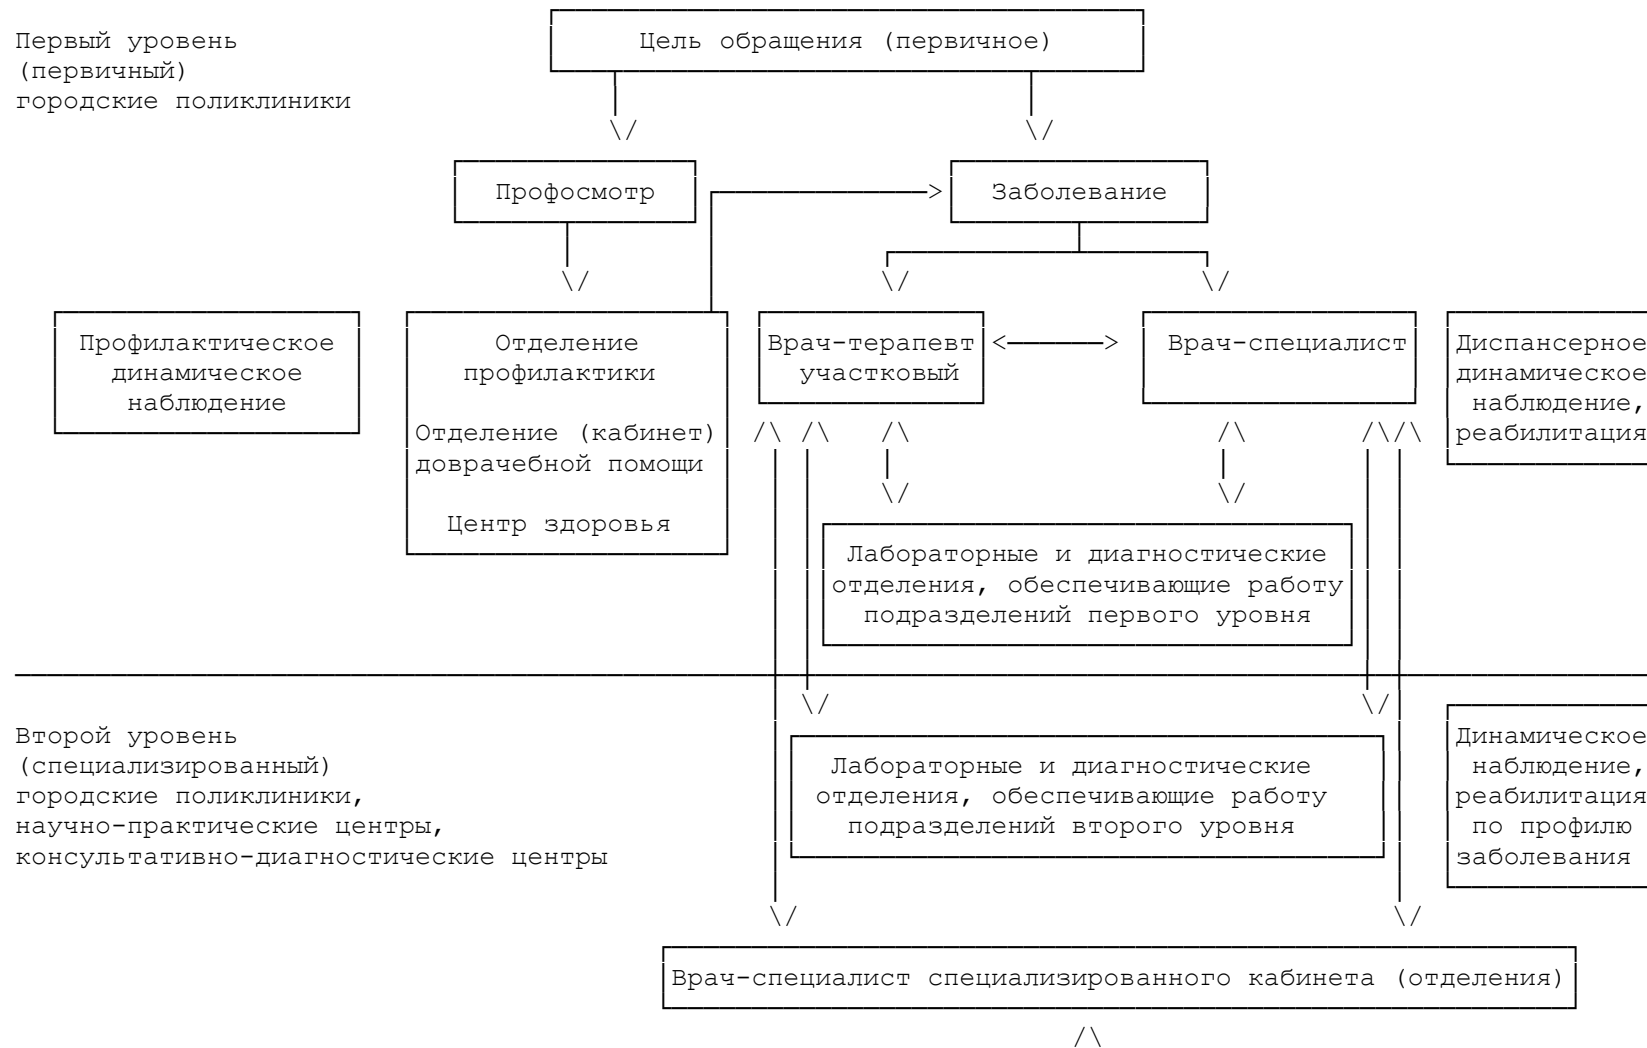 Первый уровень
(первичный)
городские поликлиники
Цель обращения (первичное)
Профосмотр
Заболевание
Профилактическое
динамическое
наблюдение
Отделение
профилактики
Отделение (кабинет)
доврачебной помощи
Центр здоровья
Врач-терапевт
участковый
Врач-специалист
Диспансерное
динамическое
наблюдение,
реабилитация
Лабораторные и диагностические
отделения, обеспечивающие работу
подразделений первого уровня
Второй уровень
(специализированный)
городские поликлиники,
научно-практические центры,
консультативно-диагностические центры
Лабораторные и диагностические
отделения, обеспечивающие работу
подразделений второго уровня
Динамическое
наблюдение,
реабилитация
по профилю
заболевания
Врач-специалист специализированного кабинета (отделения)